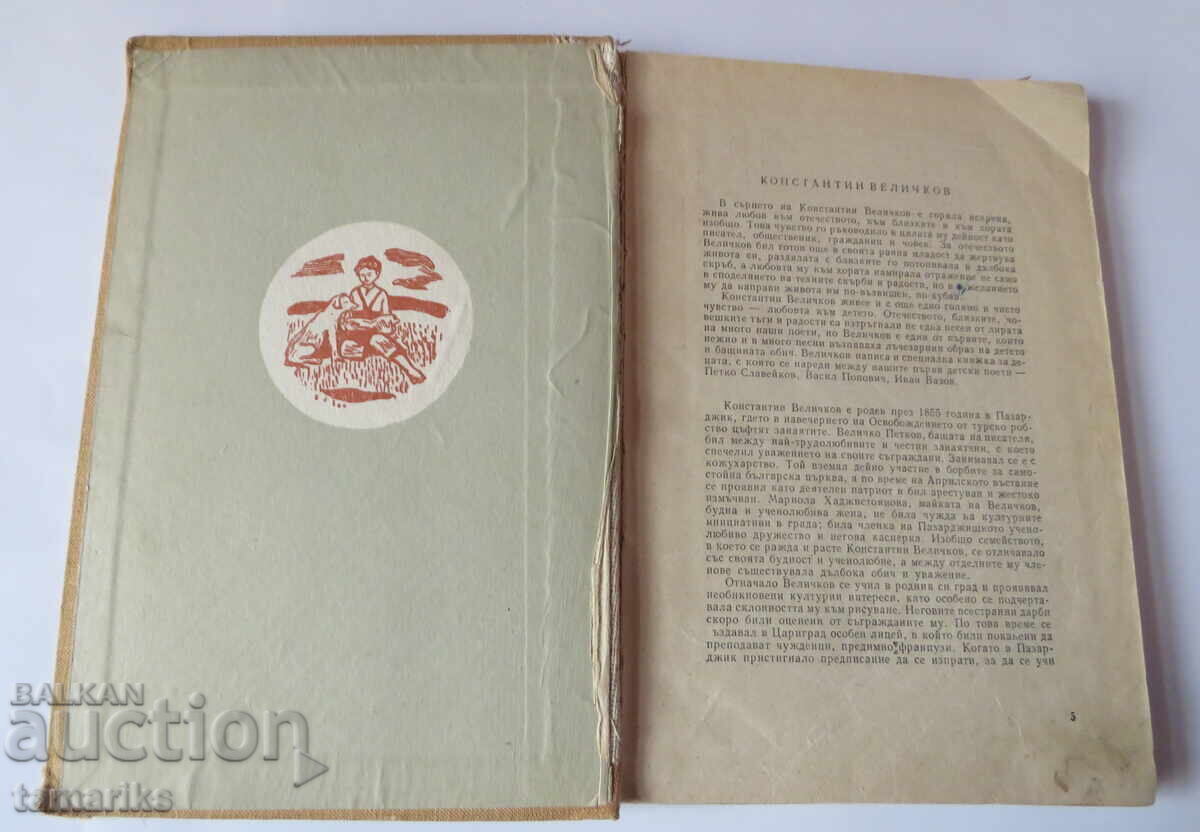 КОНСТАНТИН ВЕЛИЧКОВ
В сърцето на Константин Величков е горяла искрена,
жива любов към отечеството, към близките и към хората
изобщо. Това чувство го ръководило в цялата му дейност като
писател, общественик, гражданин и човек. За отечеството
Величков бил готов още в своята ранна младост да жертвува
живота си, раздялата с близките го потопявала в дълбока
скръб, а любовта му към хората намирала отражение не само
в споделянето на техните скърби и радости, но и в желанието
му да направи живота им по-възвишен, по-хубав.
Константин Величков живее и с още едно голямо и чисто
чувство — любовта към детето. Отечеството, близките, чо-
вешките тъги и радости са изтръгнали не една песен от лирата
на много наши поети, но Величков е един от първите, които
нежно и в много песни възпяваха лъчезарния образ на детето
и бащината обич. Величков написа и специална книжка за де-
цата, с която се нареди между нашите първи детски поети —
Петко Славейков, Васил Попович, Иван Вазов.
Константин Величков е роден през 1855 година в Пазар-
джик, гдето в навечерието на Освобождението от турско роб-
ство цъфтят занаятите. Величко Петков, бащата на писателя,
бил между най-трудолюбивите и честни занаятчии, с което
спечелил уважението на своите съграждани. Занимавал се е с
кожухарство. Той вземал дейно участие в борбите за само-
стойна българска църква, а по време на Априлското въстание
се проявил като деятелен патриот и бил арестуван и жестоко
измъчван. Мариола Хаджистоянова, майката на Величков,
будна и ученолюбива жена, не била чужда на културните
инициативи в града; била членка на Пазарджишкото учено-
любиво дружество и негова касиерка. Изобщо семейството,
в което се ражда и расте Константин Величков, се отличавало
със своята будност и ученолюбие, а между отделните му чле-
нове съществувала дълбока обич и уважение.
Отначало Величков се учил в родния си град и проявявал
необикновени културни интереси, като особено се подчерта-
вала склонността му към рисуване. Неговите всестранни дарби
скоро били оценени от съгражданите му. По това време се
ъздавал в Цариград особен лицей, в който били поканени да
преподават чужденци, предимно французи. Когато в Пазар-
джик пристигнало предписание да се изпрати, за да се учи
5
BALKAN
auction
tamariks